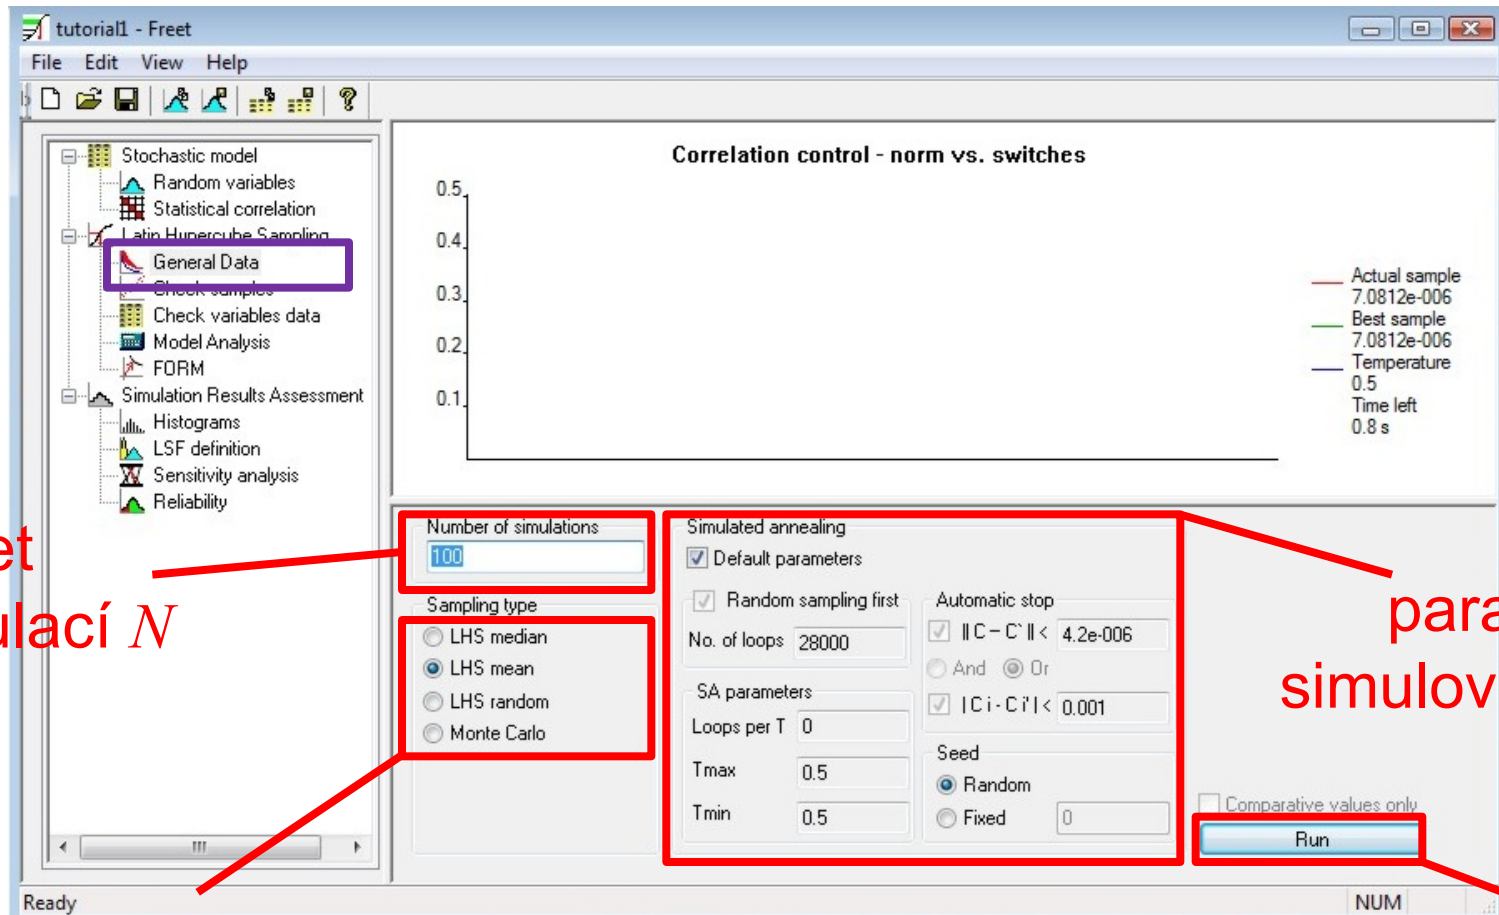 tutorial1 - Freet
File Edit View Help
Stochastic model
Random variables
Statistical correlation
Latin Hypercube Sampling
General Data
Check samples
Check variables data
Model Analysis
FORM
Simulation Results Assessment
Histograms
LSF definition
Sensitivity analysis
Reliability
Correlation control - norm vs. switches
0.5
0.4
0.3
0.2
0.1
Actual sample
7.0812e-006
Best sample
7.0812e-006
Temperature
0.5
Time left
0.8 s
et
ulací N
Number of simulations
100
Sampling type
LHS median
LHS mean
LHS random
Monte Carlo
Simulated annealing
Default parameters
Random sampling first
No. of loops 28000
SA parameters
Loops per T 0
Tmax 0.5
Tmin 0.5
Automatic stop
||C - C`||< 4.2e-006
And Or
|Ci - Ci'|< 0.001
Seed
Random
Fixed 0
para
simulov
Comparative values only
Run
Ready
NUM